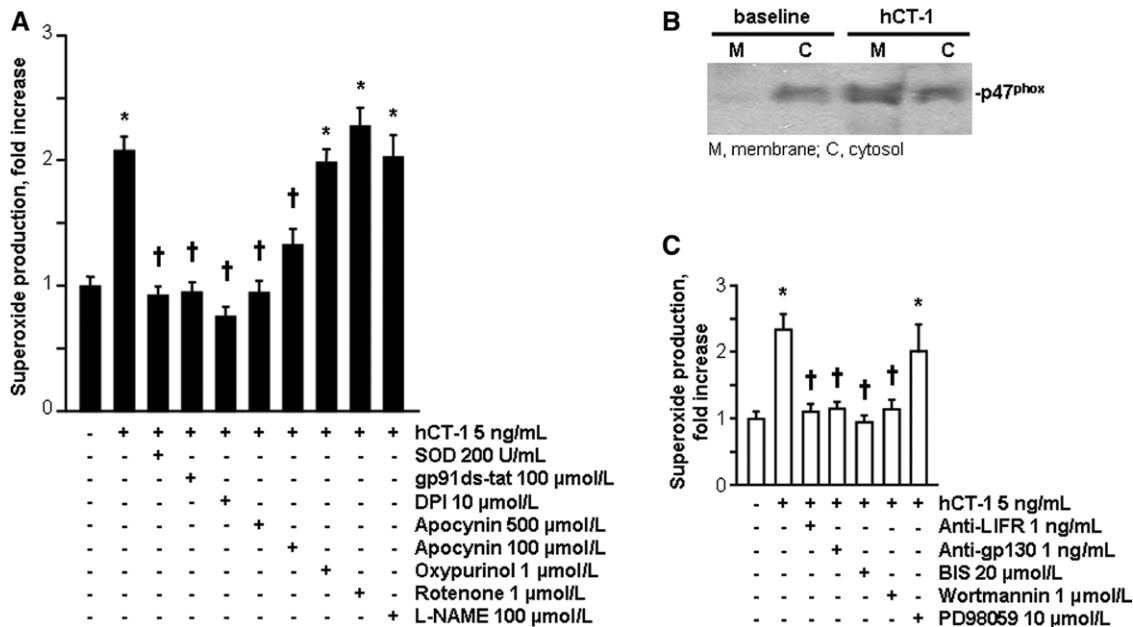 A
Superoxide production, fold increase
3
2
1
0
*
†
†
†
†
†
*
*
*
- + + + + + + + + + hCT-1 5 ng/mL
- - + - - - - - - - SOD 200 U/mL
- - - + - - - - - - gp91ds-tat 100 µmol/L
- - - - + - - - - - DPI 10 µmol/L
- - - - - + - - - - Apocynin 500 µmol/L
- - - - - - + - - - Apocynin 100 µmol/L
- - - - - - - + - - Oxypurinol 1 µmol/L
- - - - - - - - + - Rotenone 1 µmol/L
- - - - - - - - - + L-NAME 100 µmol/L
B
baseline hCT-1
M C M C
-p47phox
M, membrane; C, cytosol
C
Superoxide production,
fold increase
3
2
1
0
*
†
†
†
†
*
- + + + + + + hCT-1 5 ng/mL
- - + - - - - Anti-LIFR 1 ng/mL
- - - + - - - Anti-gp130 1 ng/mL
- - - - + - - BIS 20 µmol/L
- - - - - + - Wortmannin 1 µmol/L
- - - - - - + PD98059 10 µmol/L